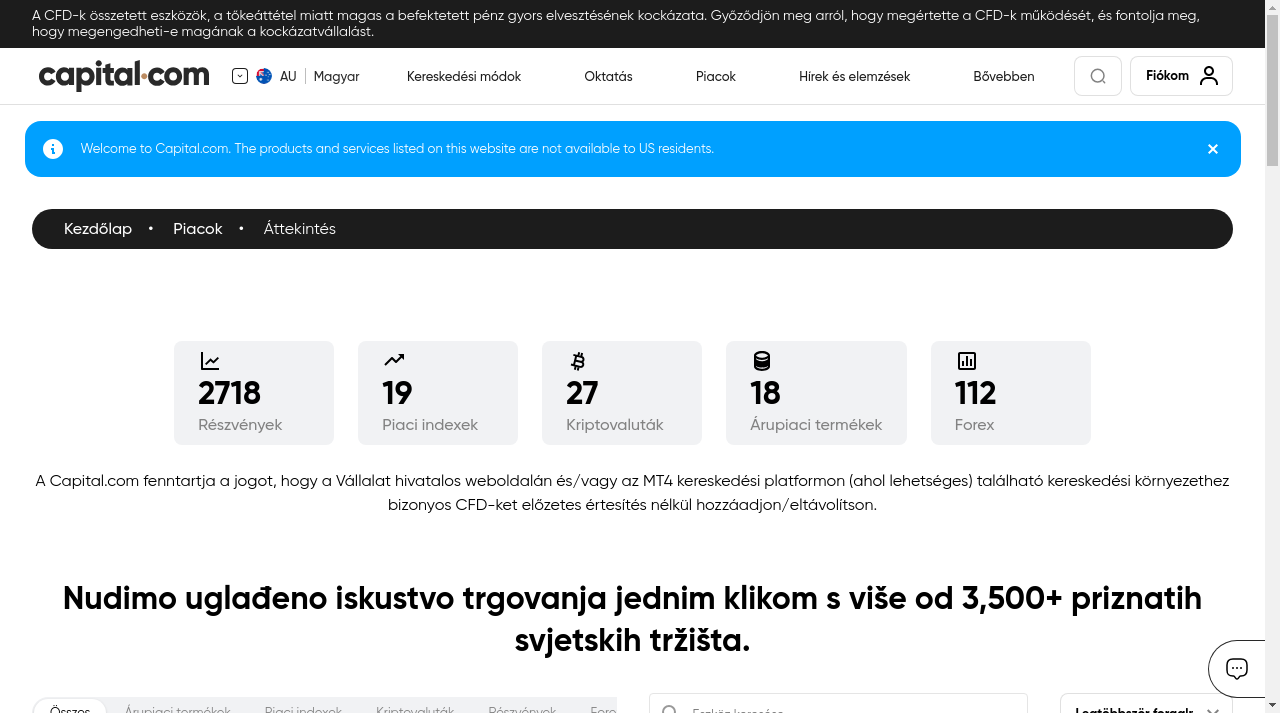 A CFD-k összetett eszközök, a tőkeáttétel miatt magas a befektetett pénz gyors elvesztésének kockázata. Győződjön meg arról, hogy megértette a CFD-k működését, és fontolja meg,
hogy megengedheti-e magának a kockázatvállalást.
capital.com
AU
Magyar
Kereskedési módok
Oktatás
Piacok
Hírek és elemzések
Bővebben
Fiókom
Welcome to Capital.com. The products and services listed on this website are not available to US residents.
Kezdőlap • Piacok • Áttekintés
2718
Részvények
19
Piaci indexek
27
Kriptovaluták
18
Árupiaci termékek
112
Forex
A Capital.com fenntartja a jogot, hogy a Vállalat hivatalos weboldalán és/vagy az MT4 kereskedési platformon (ahol lehetséges) található kereskedési környezethez
bizonyos CFD-ket előzetes értesítés nélkül hozzáadjon/eltávolítson.
Nudimo uglađeno iskustvo trgovanja jednim klikom s više od 3,500+ priznatih
svjetskih tržišta.
Összes
Árupiaci termékek
Piaci indexek
Kriptovaluták
Részvények
Fore
Eszköz keresése
Legtöbbször forgalr